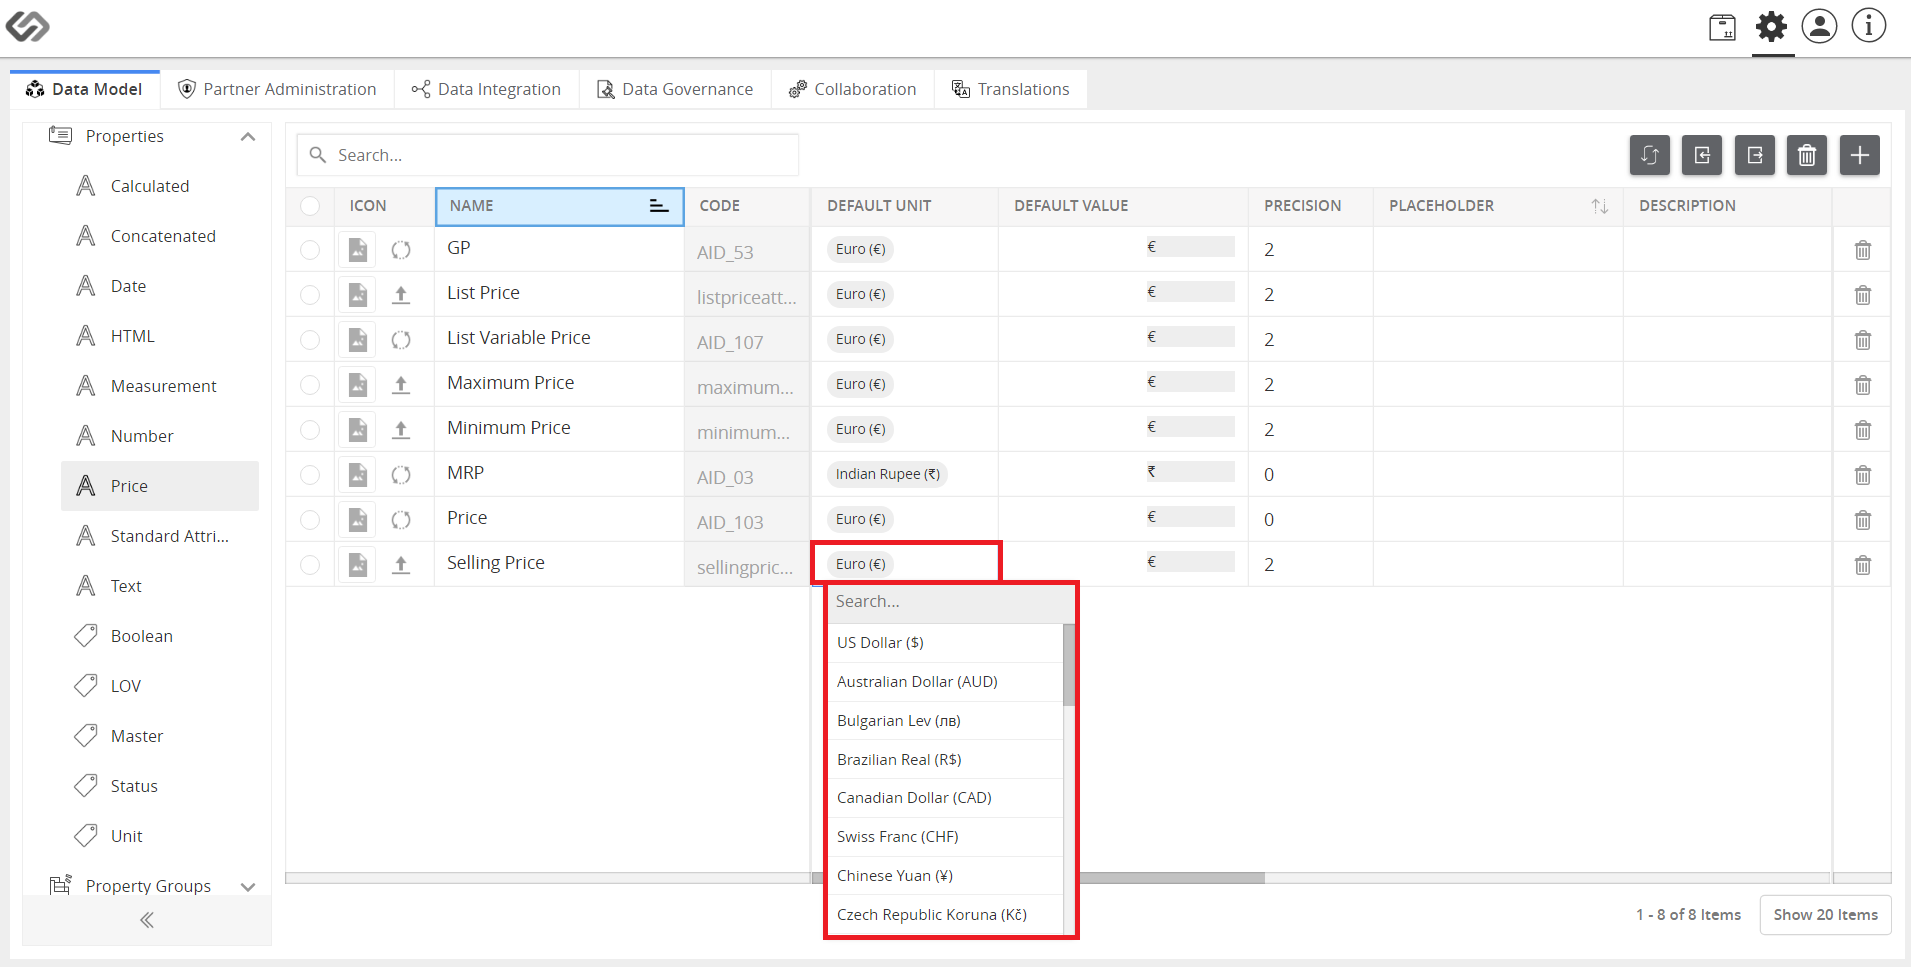 Data Model
Partner Administration
Data Integration
Data Governance
Collaboration
Translations
Properties
Calculated
Concatenated
Date
HTML
Measurement
Number
Price
Standard Attri...
Text
Boolean
LOV
Master
Status
Unit
Property Groups
Search...
ICON NAME CODE DEFAULT UNIT DEFAULT VALUE PRECISION PLACEHOLDER DESCRIPTION
GP AID_53 Euro (€) € 2
List Price listpriceatt... Euro (€) € 2
List Variable Price AID_107 Euro (€) € 2
Maximum Price maximum... Euro (€) € 2
Minimum Price minimum... Euro (€) € 2
MRP AID_03 Indian Rupee (₹) ₹ 0
Price AID_103 Euro (€) € 0
Selling Price sellingpric... Euro (€) € 2
Search...
US Dollar ($)
Australian Dollar (AUD)
Bulgarian Lev (лв)
Brazilian Real (R$)
Canadian Dollar (CAD)
Swiss Franc (CHF)
Chinese Yuan (¥)
Czech Republic Koruna (Kč)
1 - 8 of 8 Items
Show 20 Items